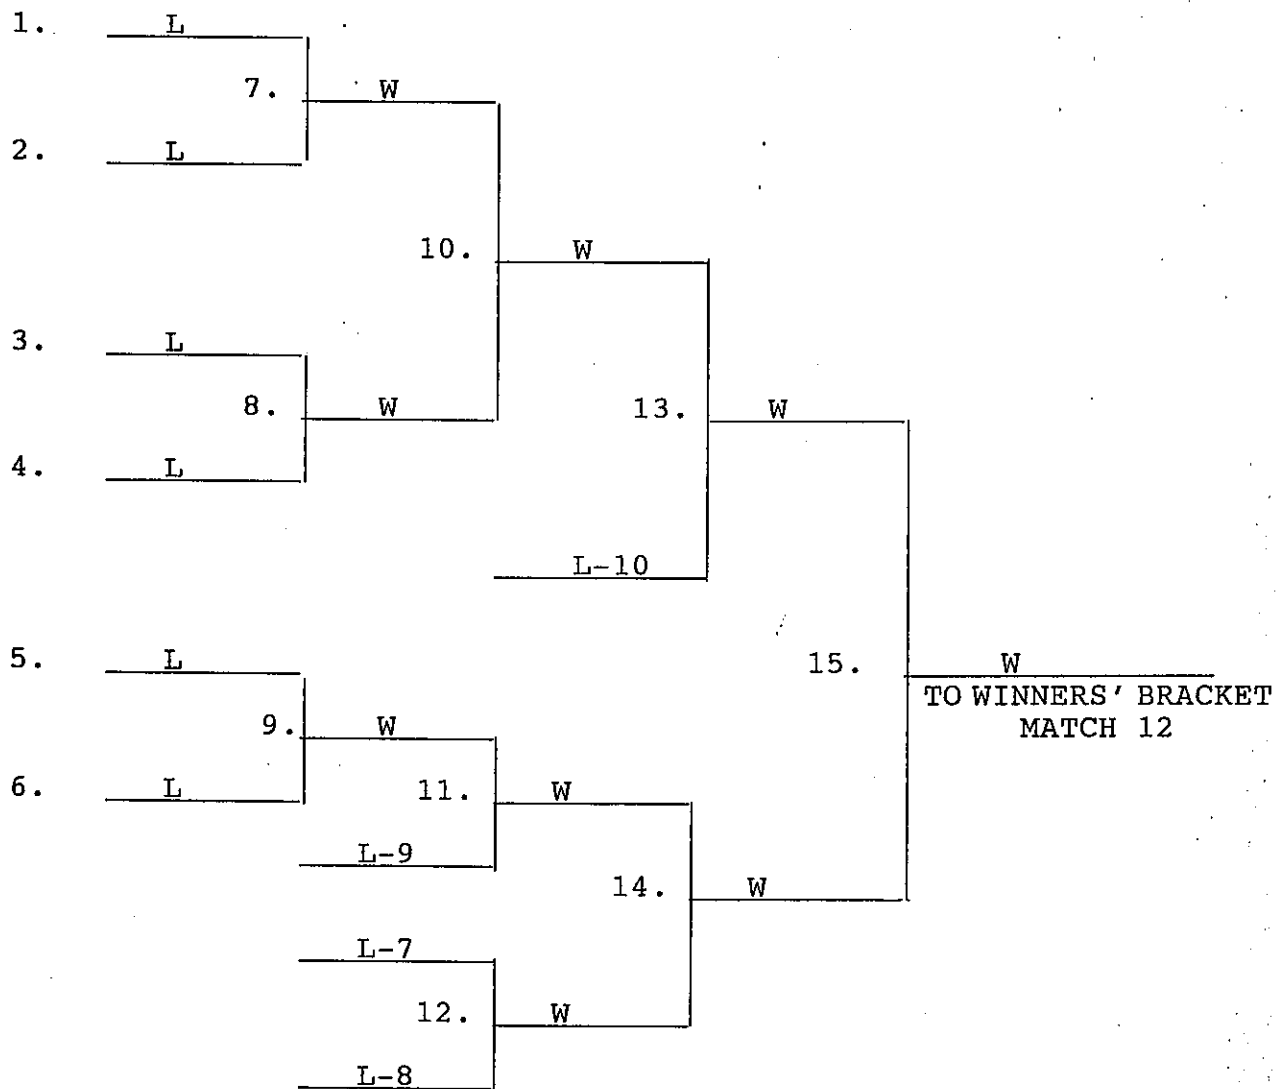 1. L
7. W
2. L
10. W
3. L
8. W
13. W
4. L
L-10
5. L
15. W
TO WINNERS' BRACKET
MATCH 12
9. W
6. L
11. W
L-9
14. W
L-7
12. W
L-8